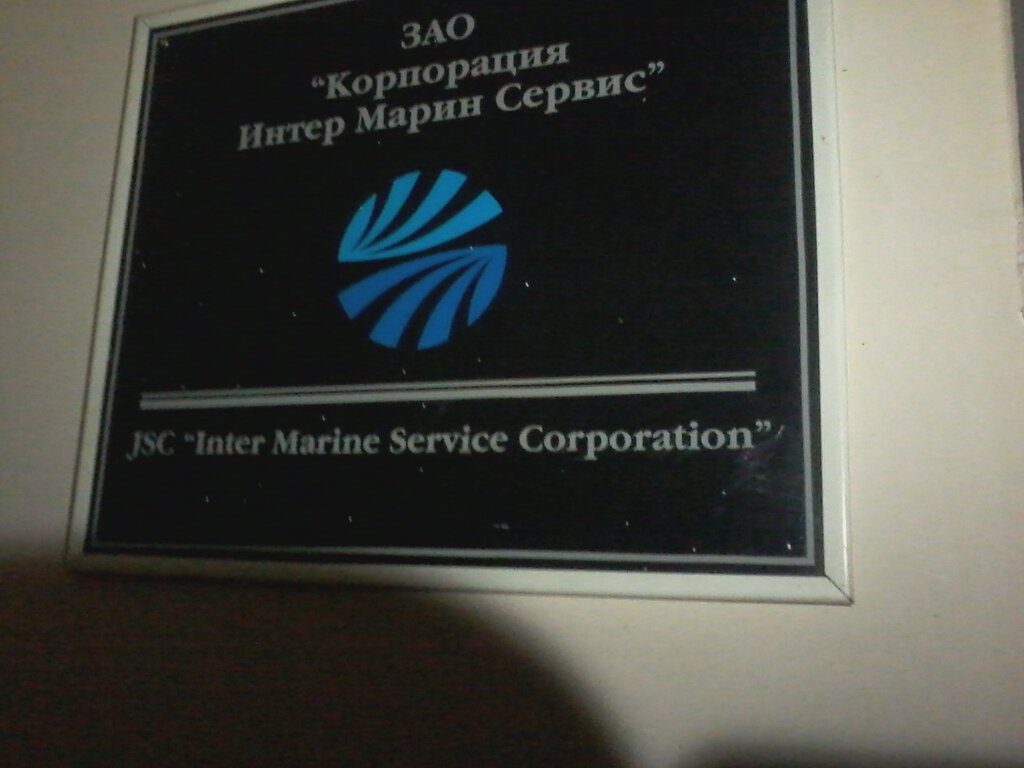 ЗАО
“Корпорация
Интер Марин Сервис”
JSC “Inter Marine Service Corporation”